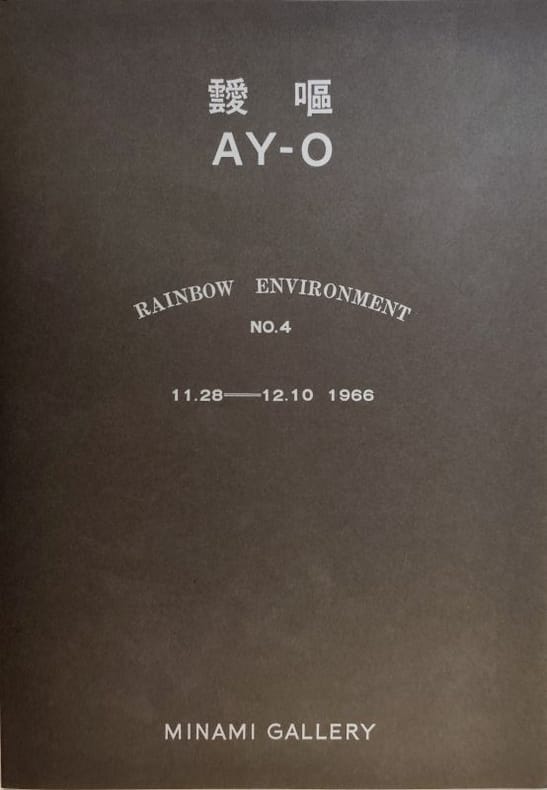 靉嘔
AY-O
RAINBOW ENVIRONMENT
NO.4
11.28——12.10 1966
MINAMI GALLERY